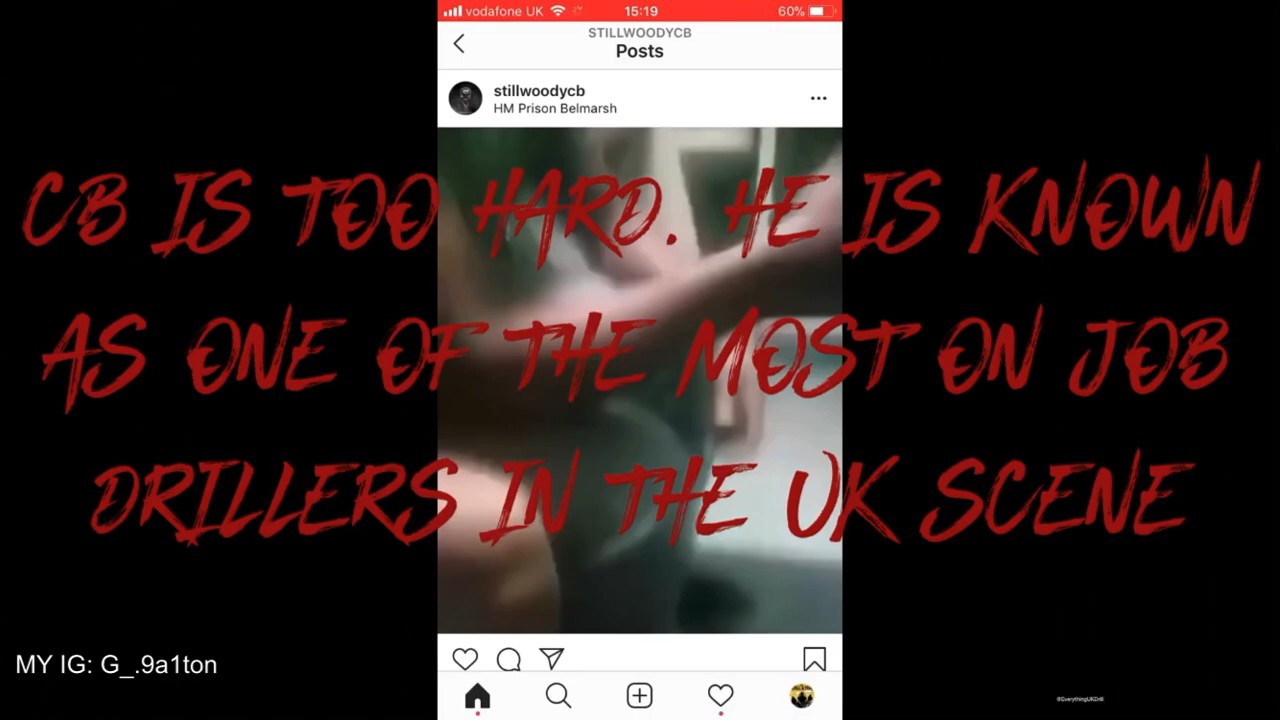 vodafone UK
15:19
60%
STILLWOODYCB
Posts
stillwoodycb
HM Prison Belmarsh
CB IS TOO HARD. HE IS KNOWN
AS ONE OF THE MOST ON JOB
DRILLERS IN THE UK SCENE
MY IG: G_.9a1ton
@EverythingUKDrill